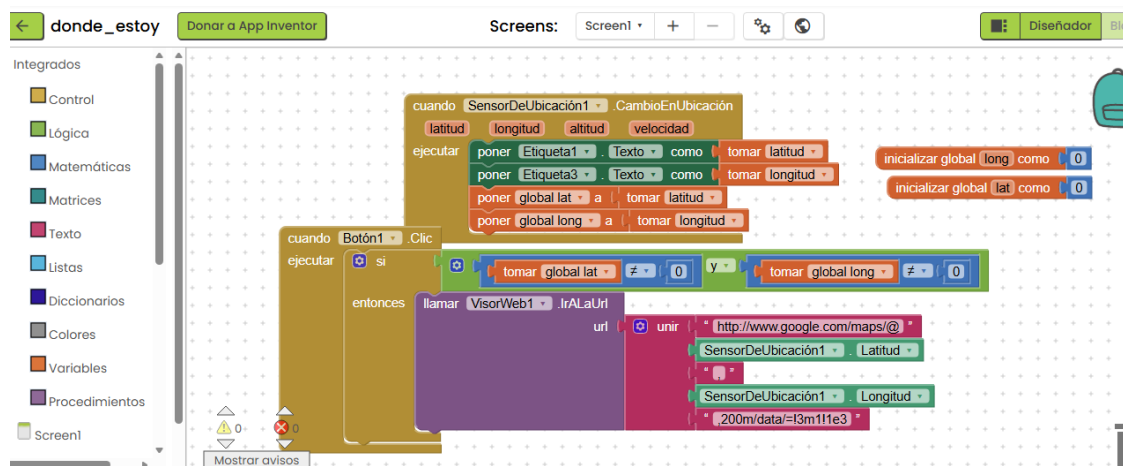 donde_estoy Donar a App Inventor Screens: Screen1 Diseñador
Integrados
Control
Lógica
Matemáticas
Matrices
Texto
Listas
Diccionarios
Colores
Variables
Procedimientos
Screen1
cuando SensorDeUbicación1 .CambioEnUbicación
latitud longitud altitud velocidad
ejecutar poner Etiqueta1 . Texto como tomar latitud
poner Etiqueta3 . Texto como tomar longitud
poner global lat a tomar latitud
poner global long a tomar longitud
inicializar global long como 0
inicializar global lat como 0
cuando Botón1 .Clic
ejecutar si tomar global lat ≠ 0 y tomar global long ≠ 0
entonces llamar VisorWeb1 .IrALaUrl
url unir “ http://www.google.com/maps/@ ”
SensorDeUbicación1 . Latitud
“ , ”
SensorDeUbicación1 . Longitud
“ ,200m/data/=!3m1!1e3 ”
0 0
Mostrar avisos